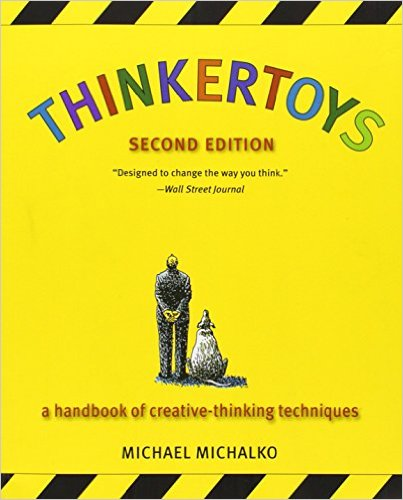 THINKERTOYS
SECOND EDITION
“Designed to change the way you think.”
—Wall Street Journal
a handbook of creative-thinking techniques
MICHAEL MICHALKO